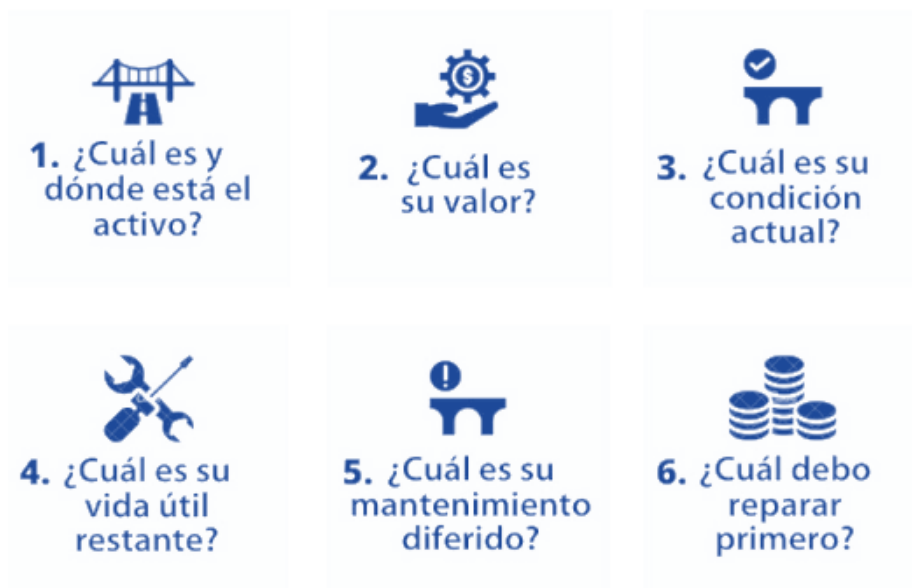 1. ¿Cuál es y
dónde está el
activo?
2. ¿Cuál es
su valor?
3. ¿Cuál es su
condición
actual?
4. ¿Cuál es su
vida útil
restante?
5. ¿Cuál es su
mantenimiento
diferido?
6. ¿Cuál debo
reparar
primero?